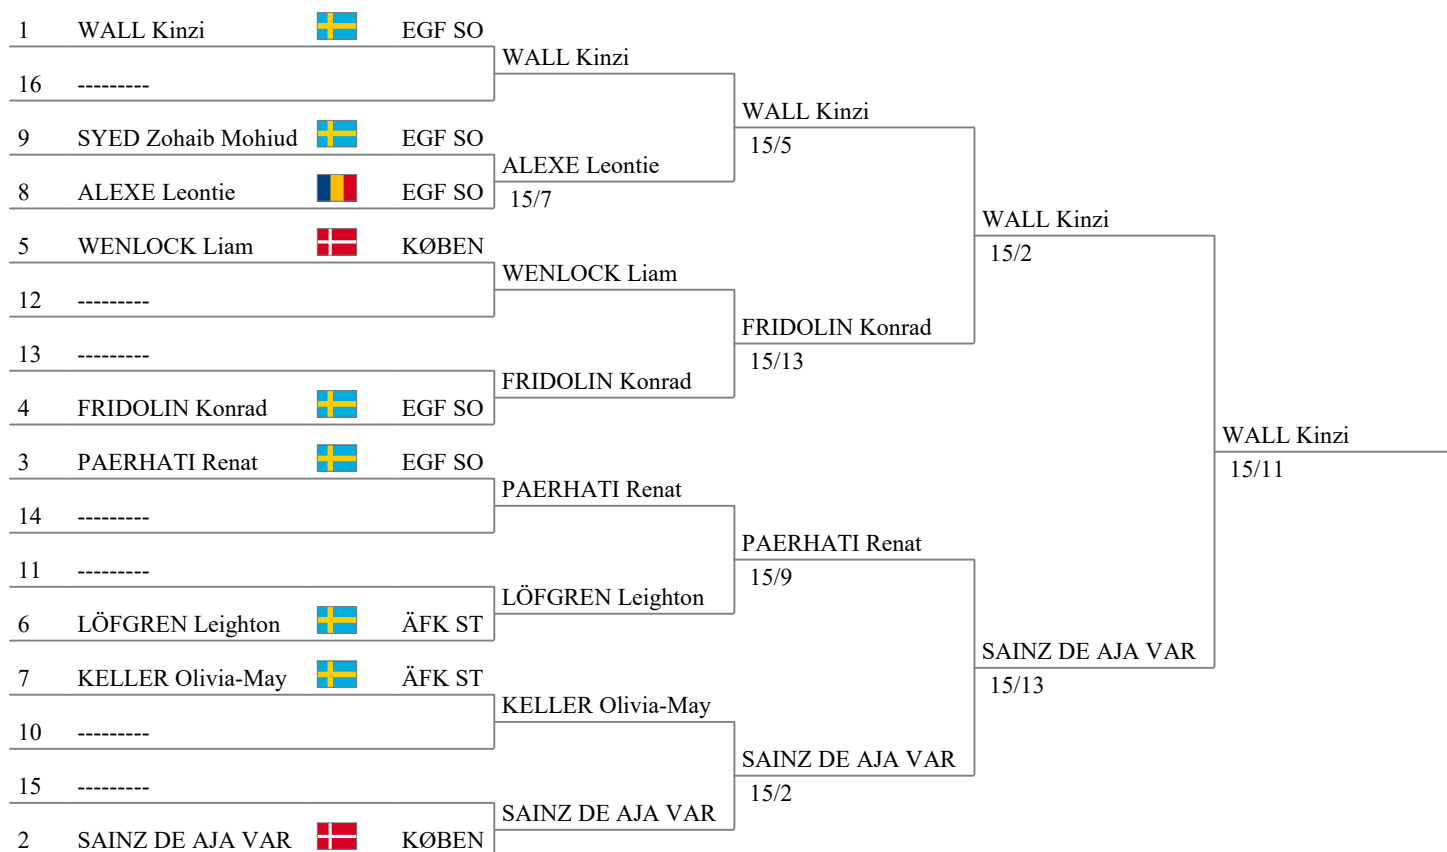 1 WALL Kinzi EGF SO
16 ---------
9 SYED Zohaib Mohiud EGF SO
8 ALEXE Leontie EGF SO
5 WENLOCK Liam KØBEN
12 ---------
13 ---------
4 FRIDOLIN Konrad EGF SO
3 PAERHATI Renat EGF SO
14 ---------
11 ---------
6 LÖFGREN Leighton ÄFK ST
7 KELLER Olivia-May ÄFK ST
10 ---------
15 ---------
2 SAINZ DE AJA VAR KØBEN
WALL Kinzi
ALEXE Leontie
15/7
WENLOCK Liam
FRIDOLIN Konrad
PAERHATI Renat
LÖFGREN Leighton
KELLER Olivia-May
SAINZ DE AJA VAR
WALL Kinzi
15/5
FRIDOLIN Konrad
15/13
PAERHATI Renat
15/9
SAINZ DE AJA VAR
15/2
WALL Kinzi
15/2
SAINZ DE AJA VAR
15/13
WALL Kinzi
15/11